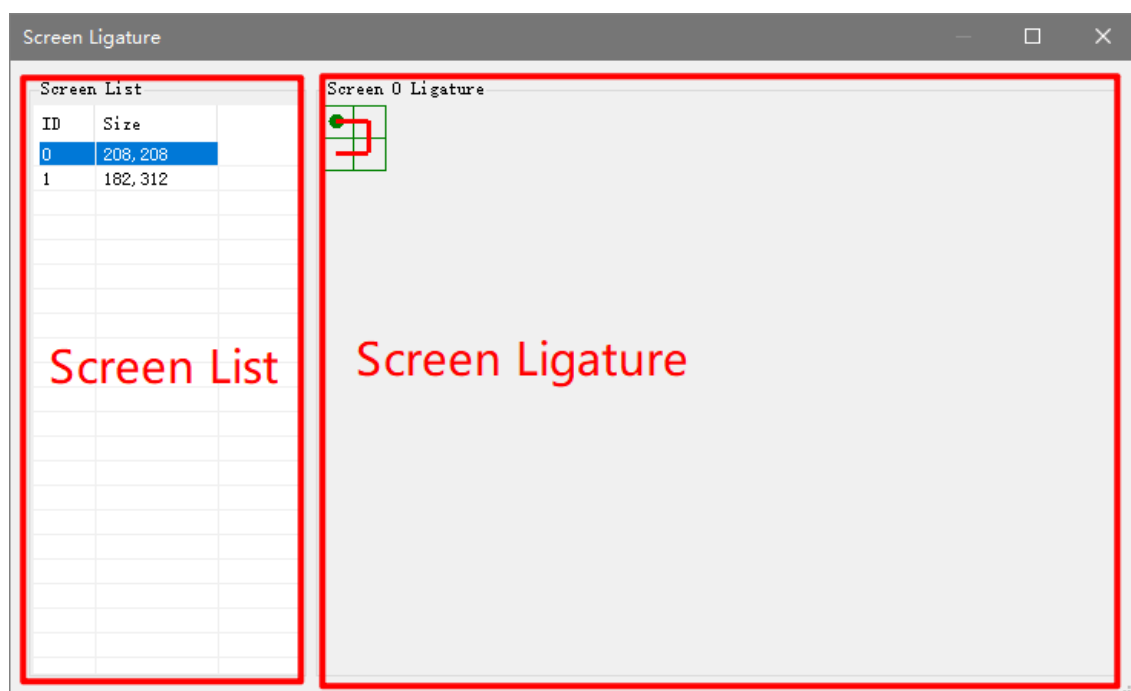 Screen Ligature
Screen List
ID Size
0 208, 208
1 182, 312
Screen List
Screen 0 Ligature
Screen Ligature